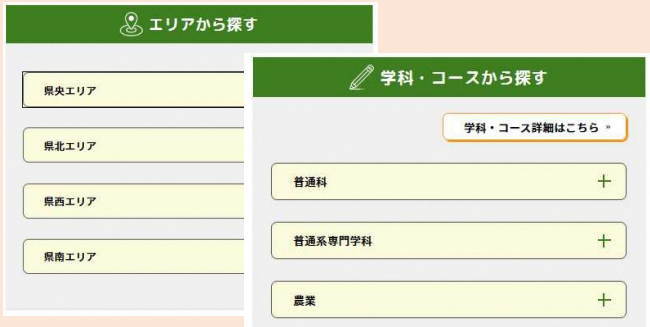 エリアから探す
県央エリア
県北エリア
県西エリア
県南エリア
学科・コースから探す
学科・コース詳細はこちら »
普通科
普通系専門学科
農業